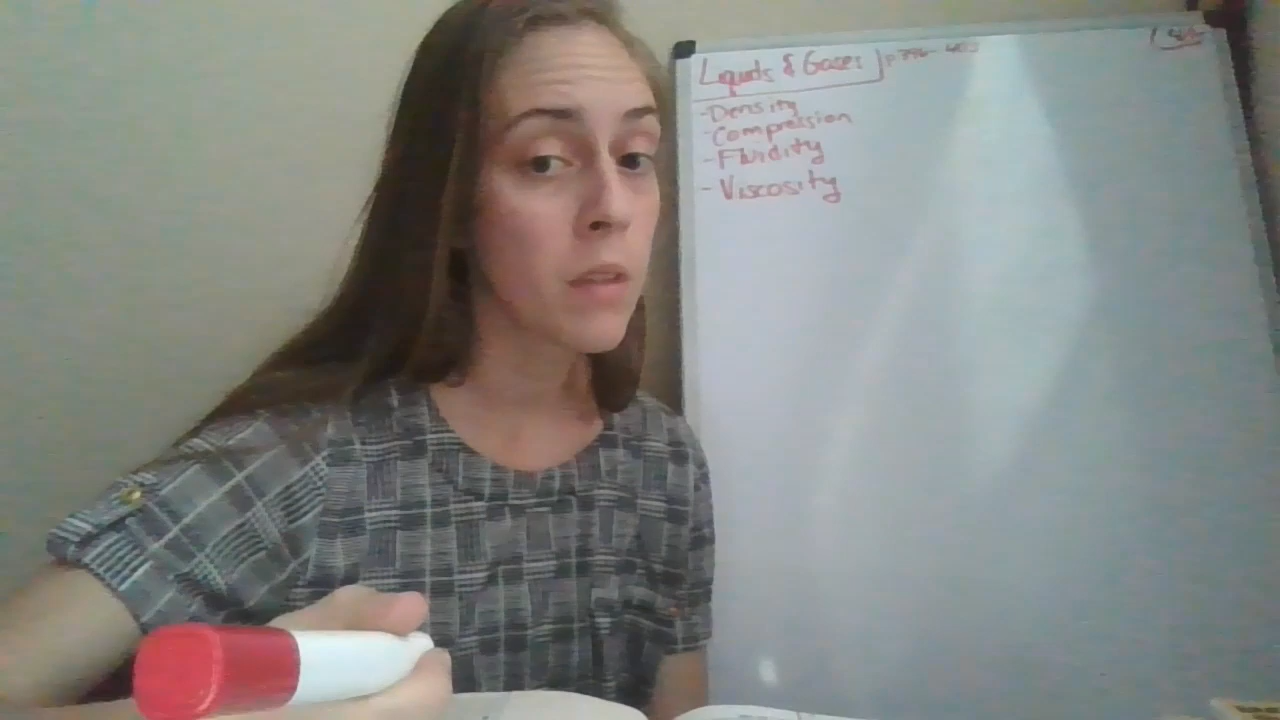 Liquids & Gases
- Density
- Compression
- Fluidity
- Viscosity